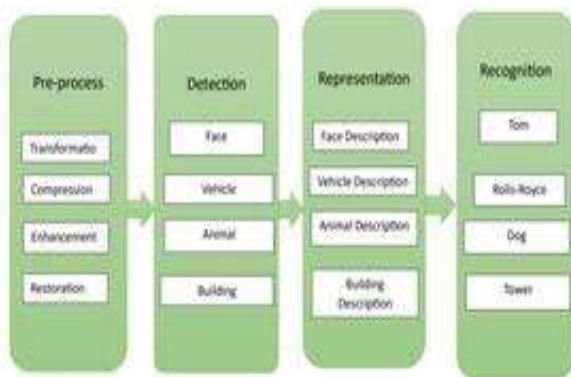 Pre-process
Transformatio
Compression
Enhancement
Restoration
Detection
Face
Vehicle
Animal
Building
Representation
Face Description
Vehicle Description
Animal Description
Building
Description
Recognition
Tom
Rolls-Royce
Dog
Tower